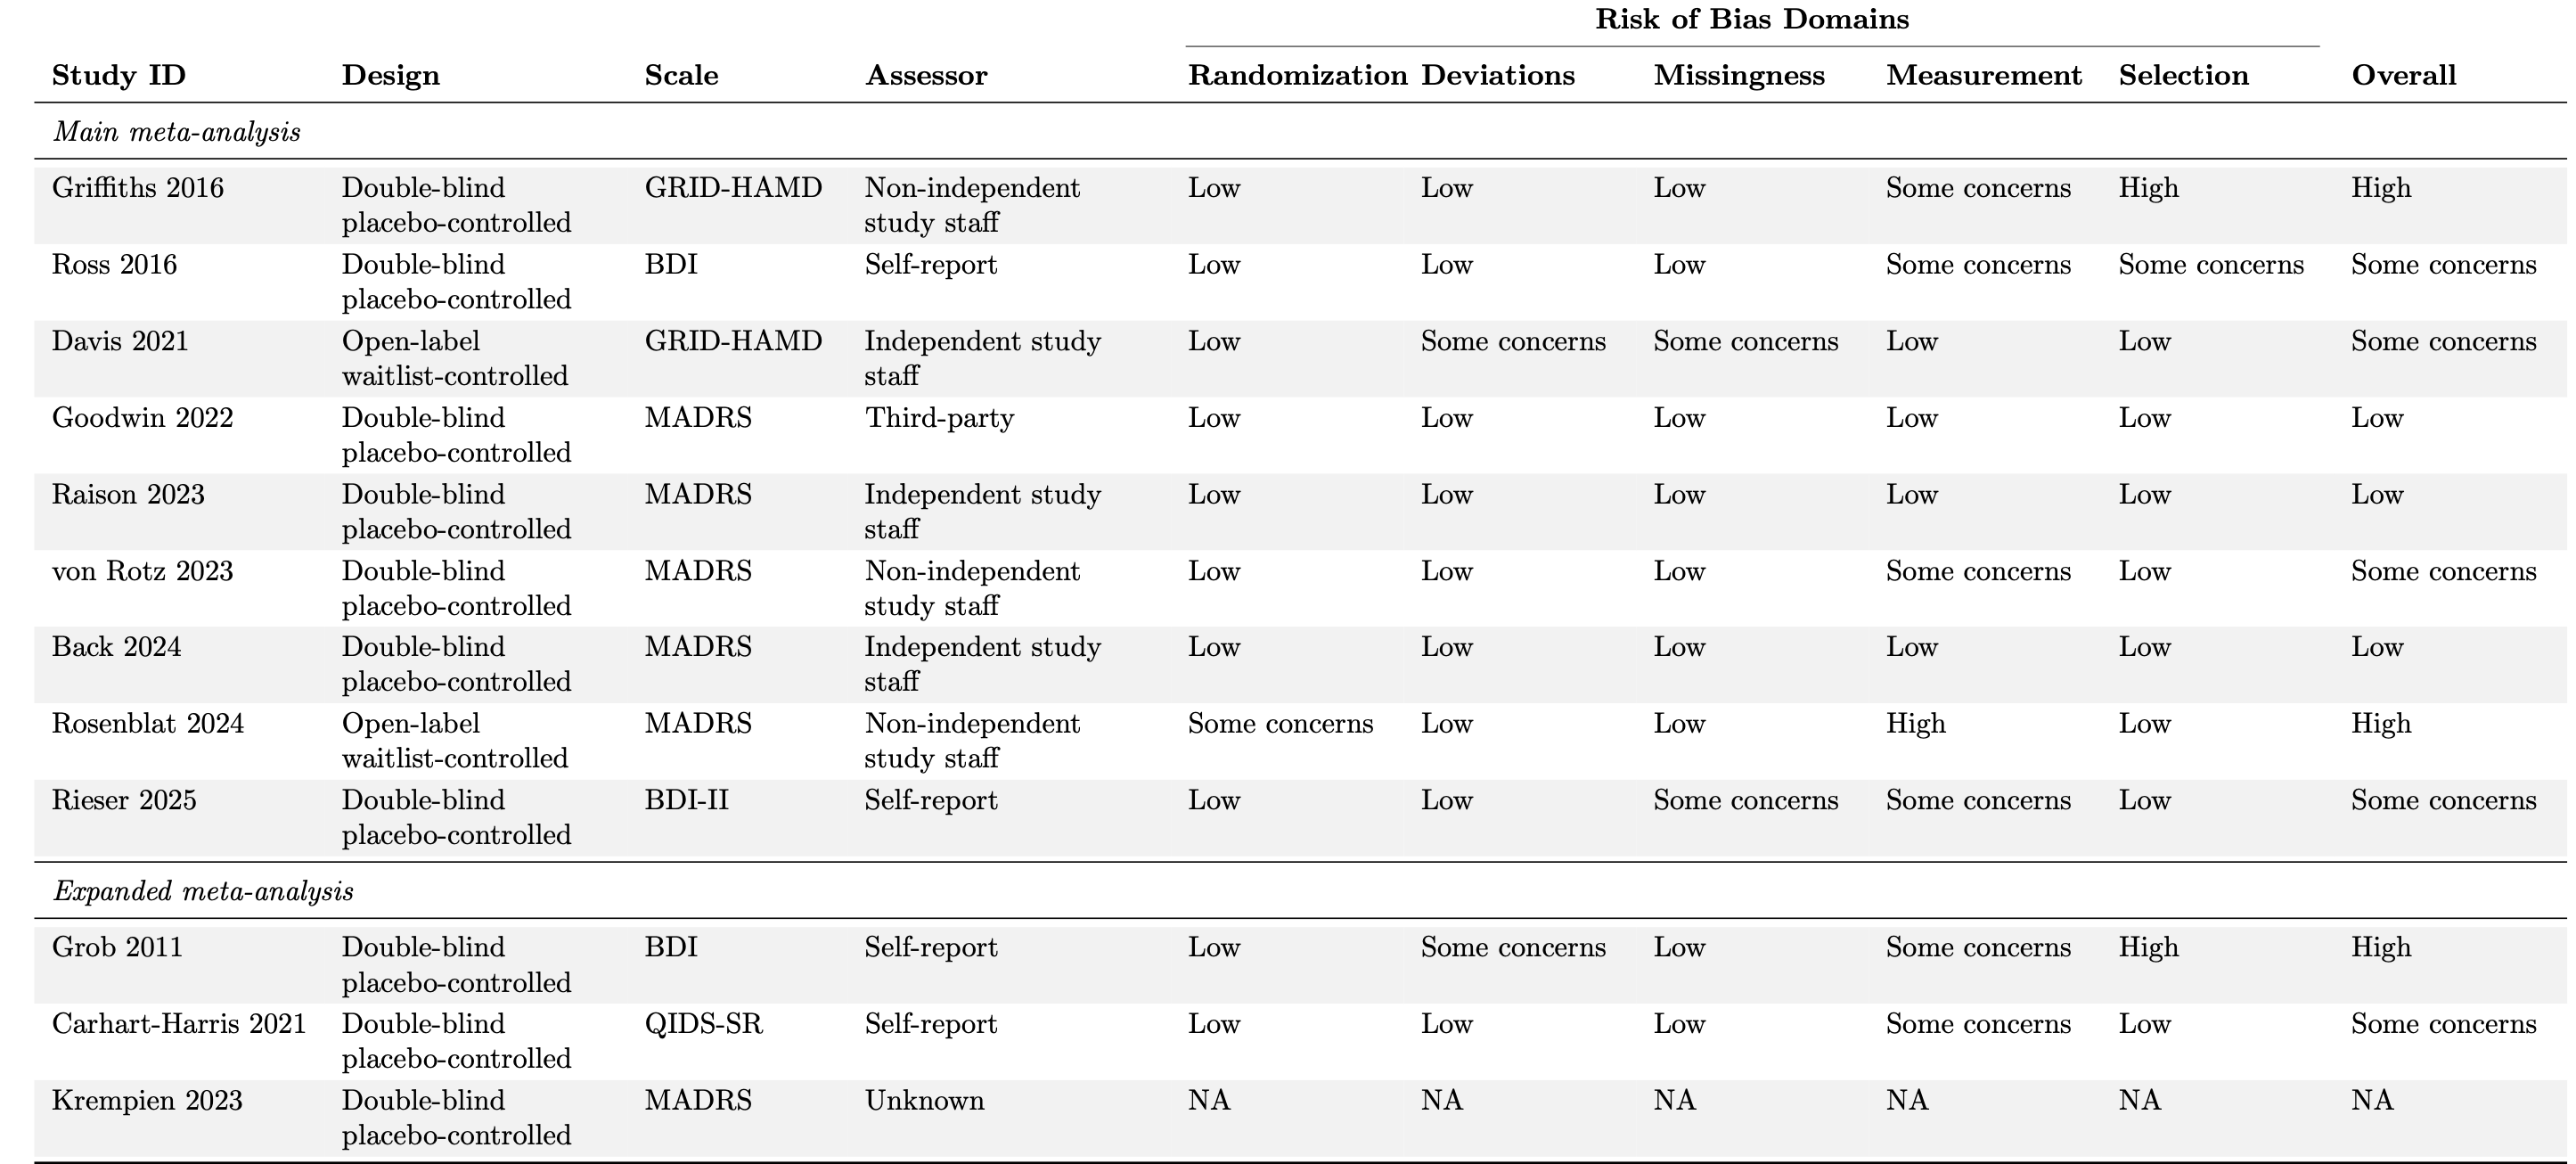 Risk of Bias Domains
Study ID Design Scale Assessor Randomization Deviations Missingness Measurement Selection Overall
Main meta-analysis
Griffiths 2016 Double-blind GRID-HAMD Non-independent Low Low Low Some concerns High High
placebo-controlled study staff
Ross 2016 Double-blind BDI Self-report Low Low Low Some concerns Some concerns Some concerns
placebo-controlled
Davis 2021 Open-label GRID-HAMD Independent study Low Some concerns Some concerns Low Low Some concerns
waitlist-controlled staff
Goodwin 2022 Double-blind MADRS Third-party Low Low Low Low Low Low
placebo-controlled
Raison 2023 Double-blind MADRS Independent study Low Low Low Low Low Low
placebo-controlled staff
von Rotz 2023 Double-blind MADRS Non-independent Low Low Low Some concerns Low Some concerns
placebo-controlled study staff
Back 2024 Double-blind MADRS Independent study Low Low Low Low Low Low
placebo-controlled staff
Rosenblat 2024 Open-label MADRS Non-independent Some concerns Low Low High Low High
waitlist-controlled study staff
Rieser 2025 Double-blind BDI-II Self-report Low Low Some concerns Some concerns Low Some concerns
placebo-controlled
Expanded meta-analysis
Grob 2011 Double-blind BDI Self-report Low Some concerns Low Some concerns High High
placebo-controlled
Carhart-Harris 2021 Double-blind QIDS-SR Self-report Low Low Low Some concerns Low Some concerns
placebo-controlled
Krempien 2023 Double-blind MADRS Unknown NA NA NA NA NA NA
placebo-controlled